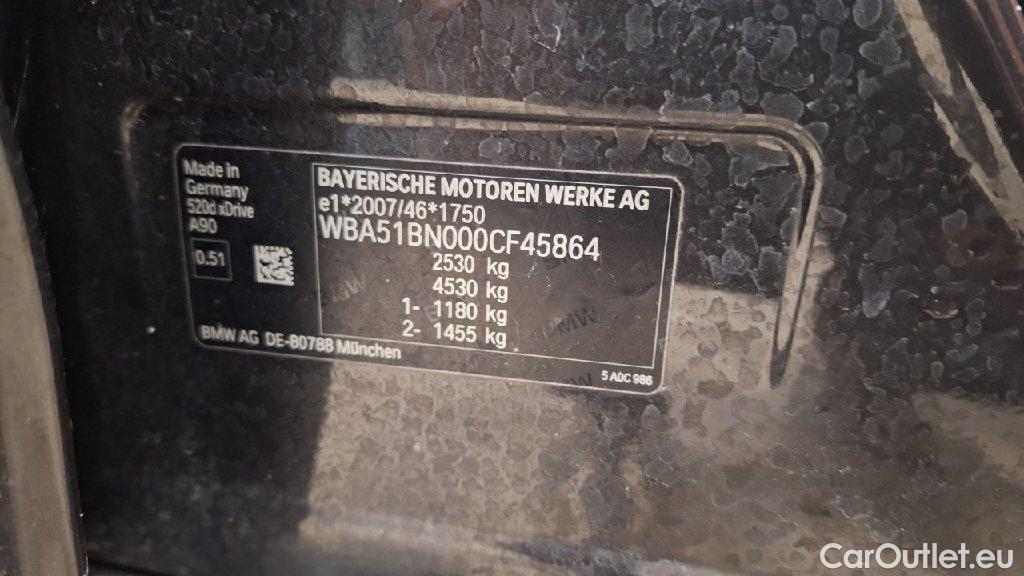 Made in
Germany
520d xDrive
A90
0.51
BAYERISCHE MOTOREN WERKE AG
e1*2007/46*1750
WBA51BN000CF45864
2530 kg
4530 kg
1- 1180 kg
2- 1455 kg
BMW AG DE-80788 München
5 A0C 986
CarOutlet.eu